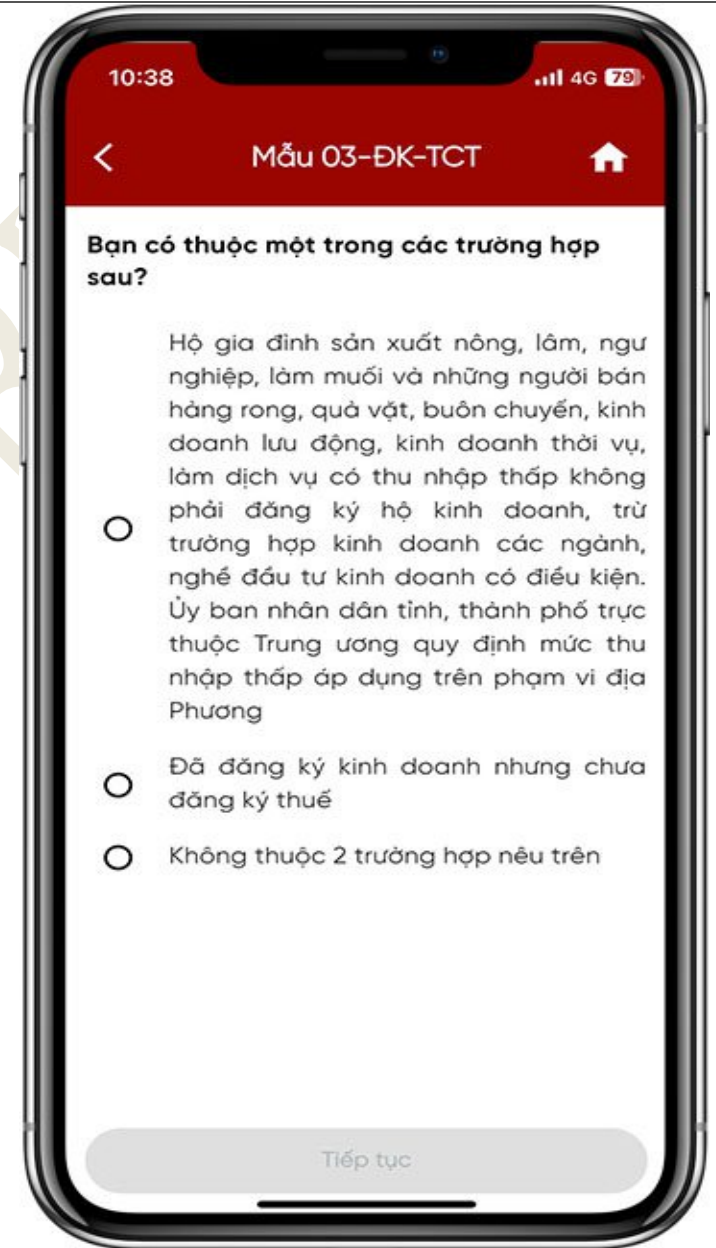 10:38
4G 79
Mẫu 03-ĐK-TCT
Bạn có thuộc một trong các trường hợp
sau?
Hộ gia đình sản xuất nông, lâm, ngư
nghiệp, làm muối và những người bán
hàng rong, quà vặt, buôn chuyến, kinh
doanh lưu động, kinh doanh thời vụ,
làm dịch vụ có thu nhập thấp không
phải đăng ký hộ kinh doanh, trừ
trường hợp kinh doanh các ngành,
nghề đầu tư kinh doanh có điều kiện.
Ủy ban nhân dân tỉnh, thành phố trực
thuộc Trung ương quy định mức thu
nhập thấp áp dụng trên phạm vi địa
Phương
Đã đăng ký kinh doanh nhưng chưa
đăng ký thuế
Không thuộc 2 trường hợp nêu trên
Tiếp tục